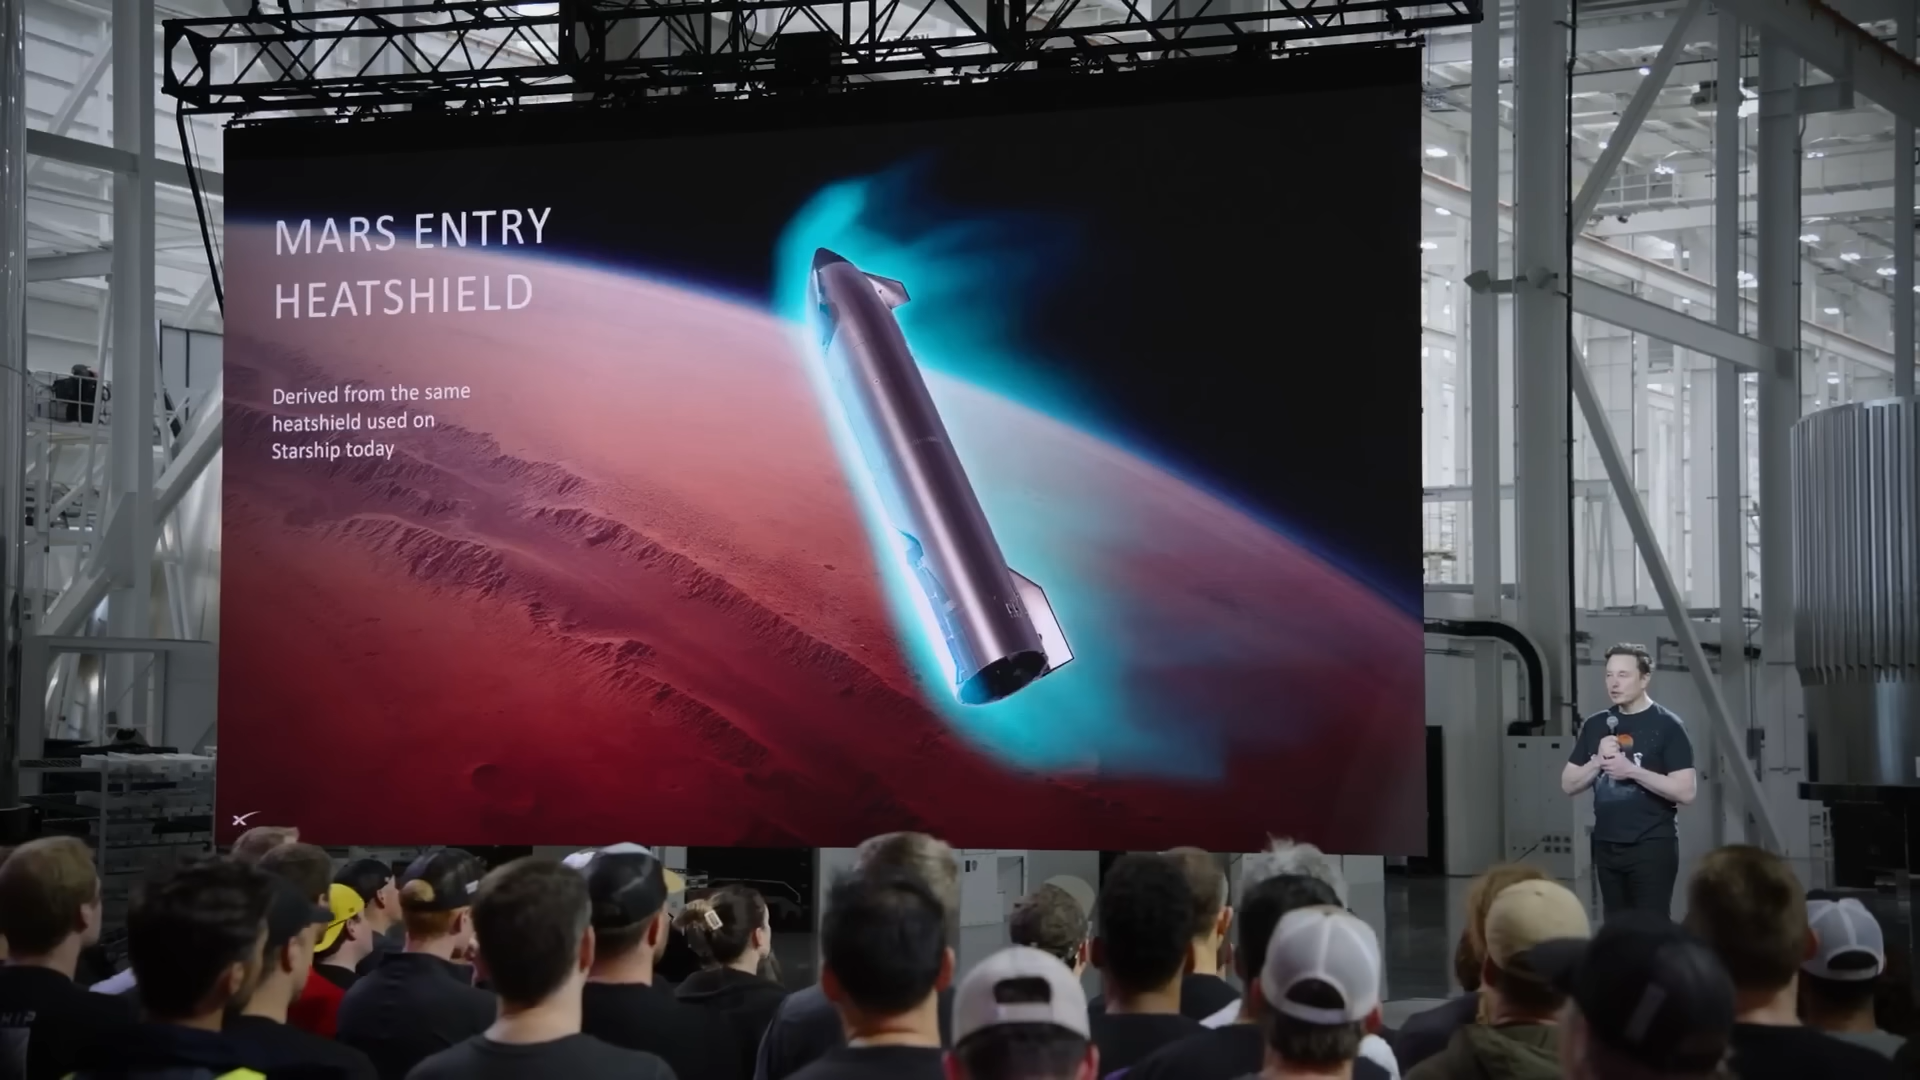 MARS ENTRY
HEATSHIELD
Derived from the same
heatshield used on
Starship today